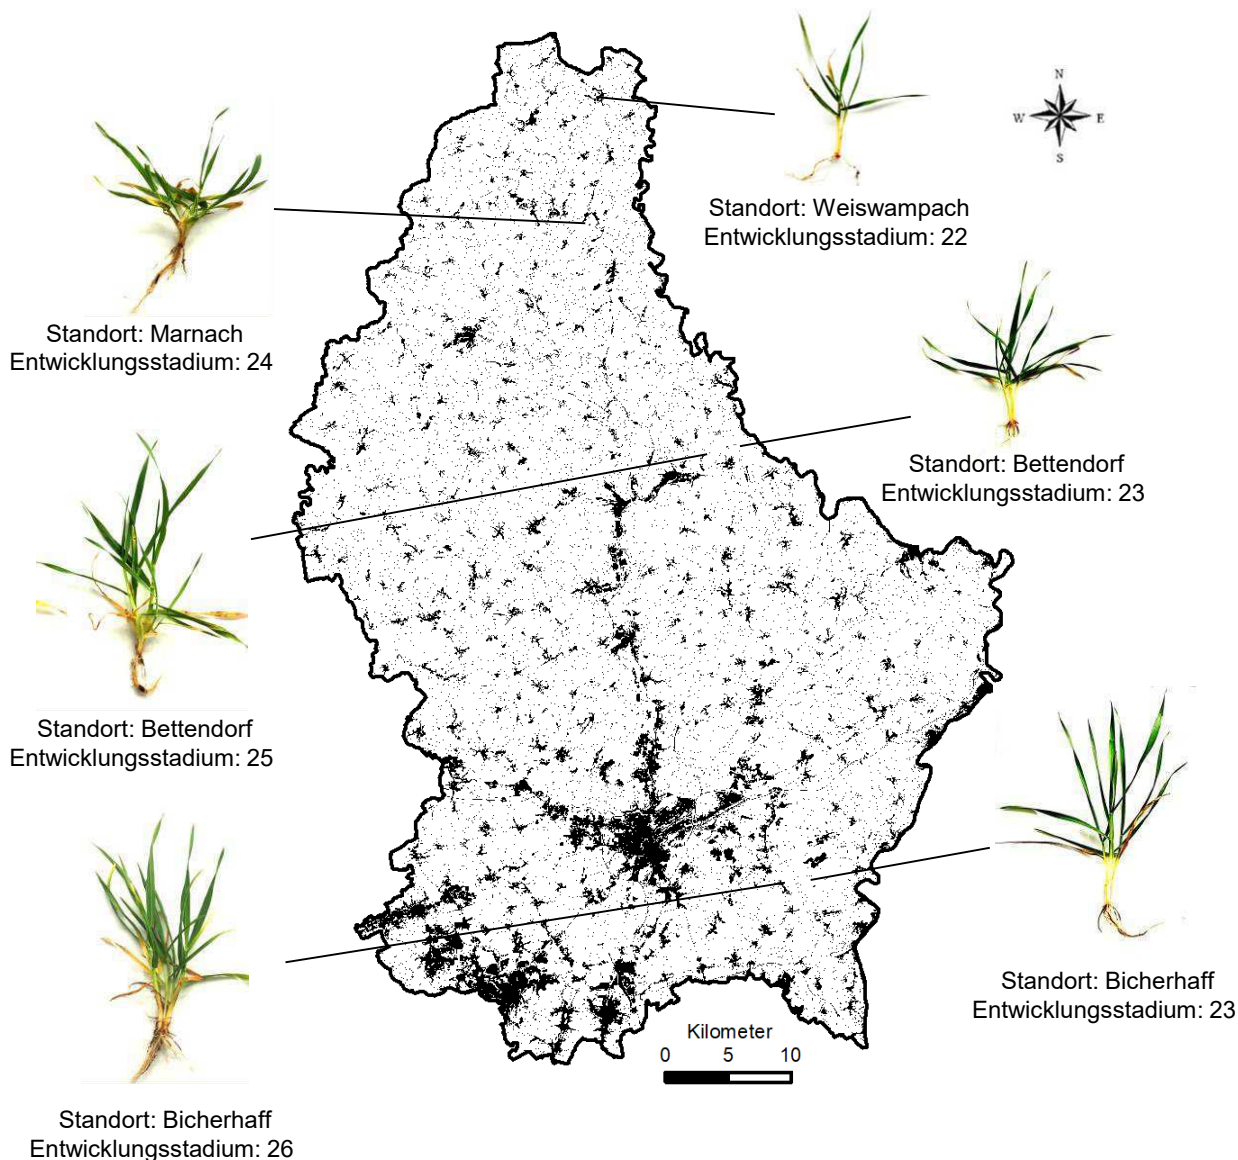 N
W
E
S
Standort: Weiswampach
Entwicklungsstadium: 22
Standort: Marnach
Entwicklungsstadium: 24
Standort: Bettendorf
Entwicklungsstadium: 23
Standort: Bettendorf
Entwicklungsstadium: 25
Standort: Bicherhaff
Entwicklungsstadium: 23
Kilometer
0 5 10
Standort: Bicherhaff
Entwicklungsstadium: 26